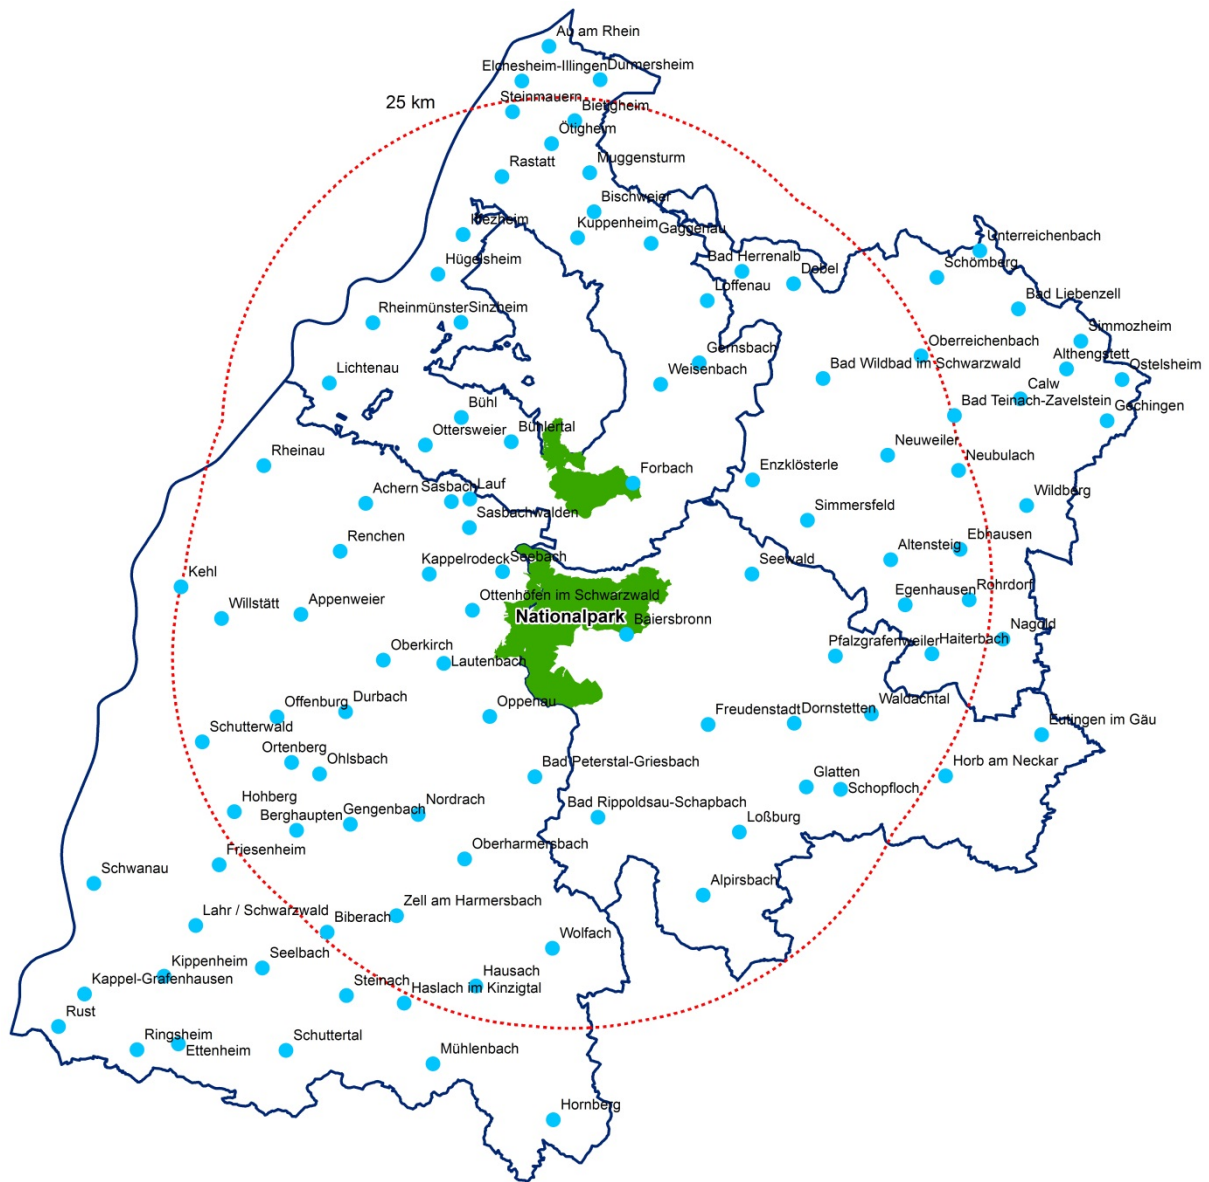 Au am Rhein
Elchesheim-Illingen
Durmersheim
25 km
Steinmauern
Bietigheim
Ötigheim
Muggensturm
Rastatt
Bischweier
Kuppenheim
Gaggenau
Iffezheim
Unterreichenbach
Bad Herrenalb
Schömberg
Hügelsheim
Dobel
Loffenau
Bad Liebenzell
Rheinmünster
Sinzheim
Simmozheim
Oberreichenbach
Gernsbach
Althengstett
Bad Wildbad im Schwarzwald
Ostelsheim
Lichtenau
Weisenbach
Calw
Bühl
Bad Teinach-Zavelstein
Gechingen
Ottersweier
Bühlertal
Neuweiler
Rheinau
Forbach
Enzklösterle
Neubulach
Achern
Sasbach
Lauf
Wildberg
Sasbachwalden
Simmersfeld
Renchen
Ebhausen
Kappelrodeck
Seebach
Seewald
Altensteig
Kehl
Egenhausen
Rohrdorf
Willstätt
Appenweier
Ottenhöfen im Schwarzwald
Nationalpark
Baiersbronn
Nagold
Pfalzgrafenweiler
Haiterbach
Oberkirch
Lautenbach
Offenburg
Durbach
Oppenau
Freudenstadt
Dornstetten
Waldachtal
Schutterwald
Eutingen im Gäu
Ortenberg
Ohlsbach
Bad Peterstal-Griesbach
Horb am Neckar
Glatten
Schopfloch
Hohberg
Berghaupten
Gengenbach
Nordrach
Bad Rippoldsau-Schapbach
Loßburg
Friesenheim
Oberharmersbach
Schwanau
Alpirsbach
Lahr / Schwarzwald
Biberach
Zell am Harmersbach
Wolfach
Kippenheim
Seelbach
Kappel-Grafenhausen
Steinach
Hausach
Haslach im Kinzigtal
Rust
Ringsheim
Ettenheim
Schuttertal
Mühlenbach
Hornberg